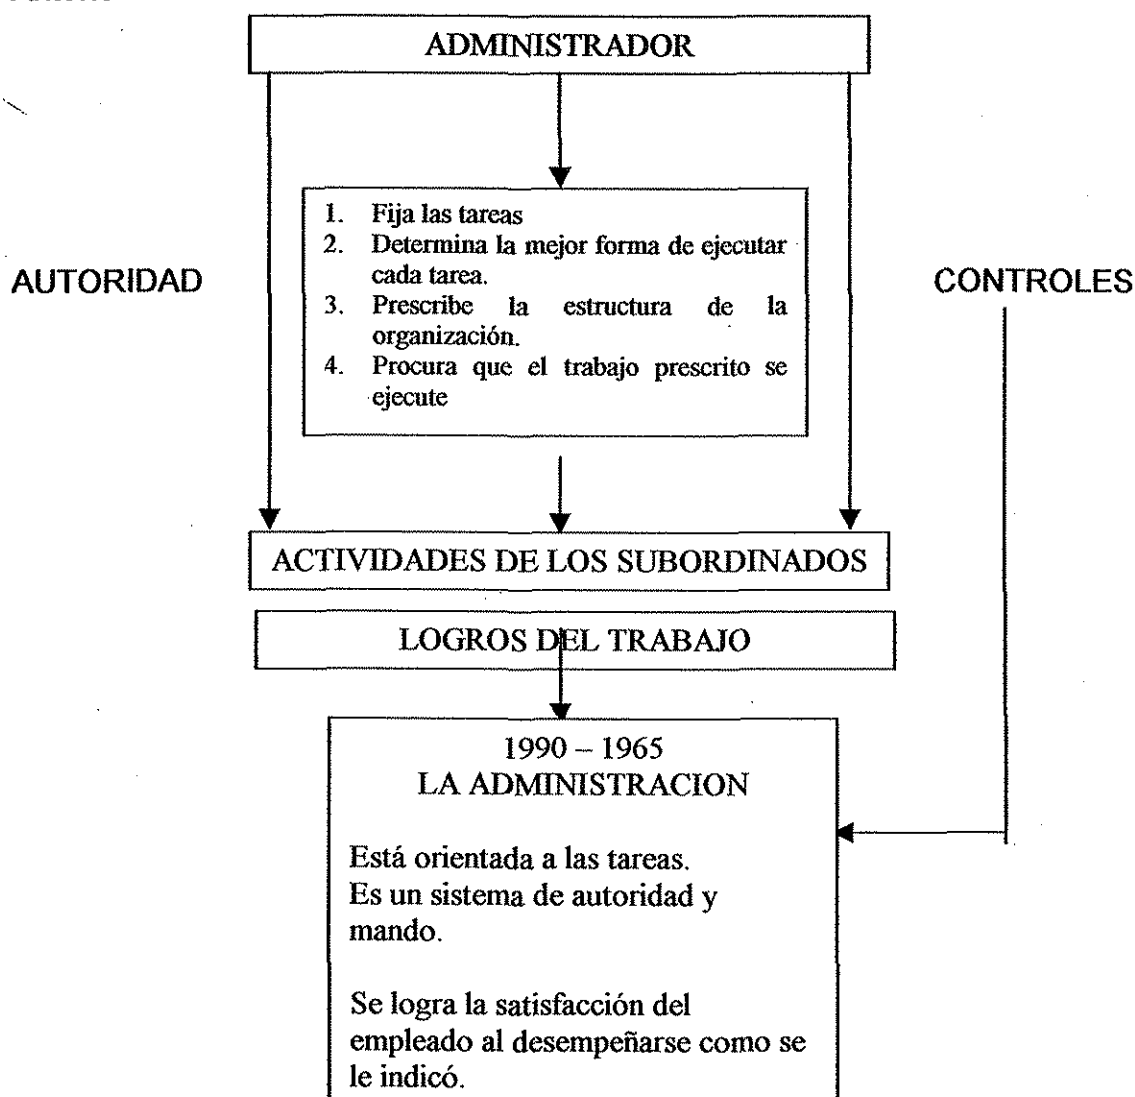 ADMINISTRADOR
1. Fija las tareas
2. Determina la mejor forma de ejecutar
cada tarea.
3. Prescribe la estructura de la
organización.
4. Procura que el trabajo prescrito se
ejecute
AUTORIDAD
CONTROLES
ACTIVIDADES DE LOS SUBORDINADOS
LOGROS DEL TRABAJO
1990 – 1965
LA ADMINISTRACION
Está orientada a las tareas.
Es un sistema de autoridad y
mando.
Se logra la satisfacción del
empleado al desempeñarse como se
le indicó.